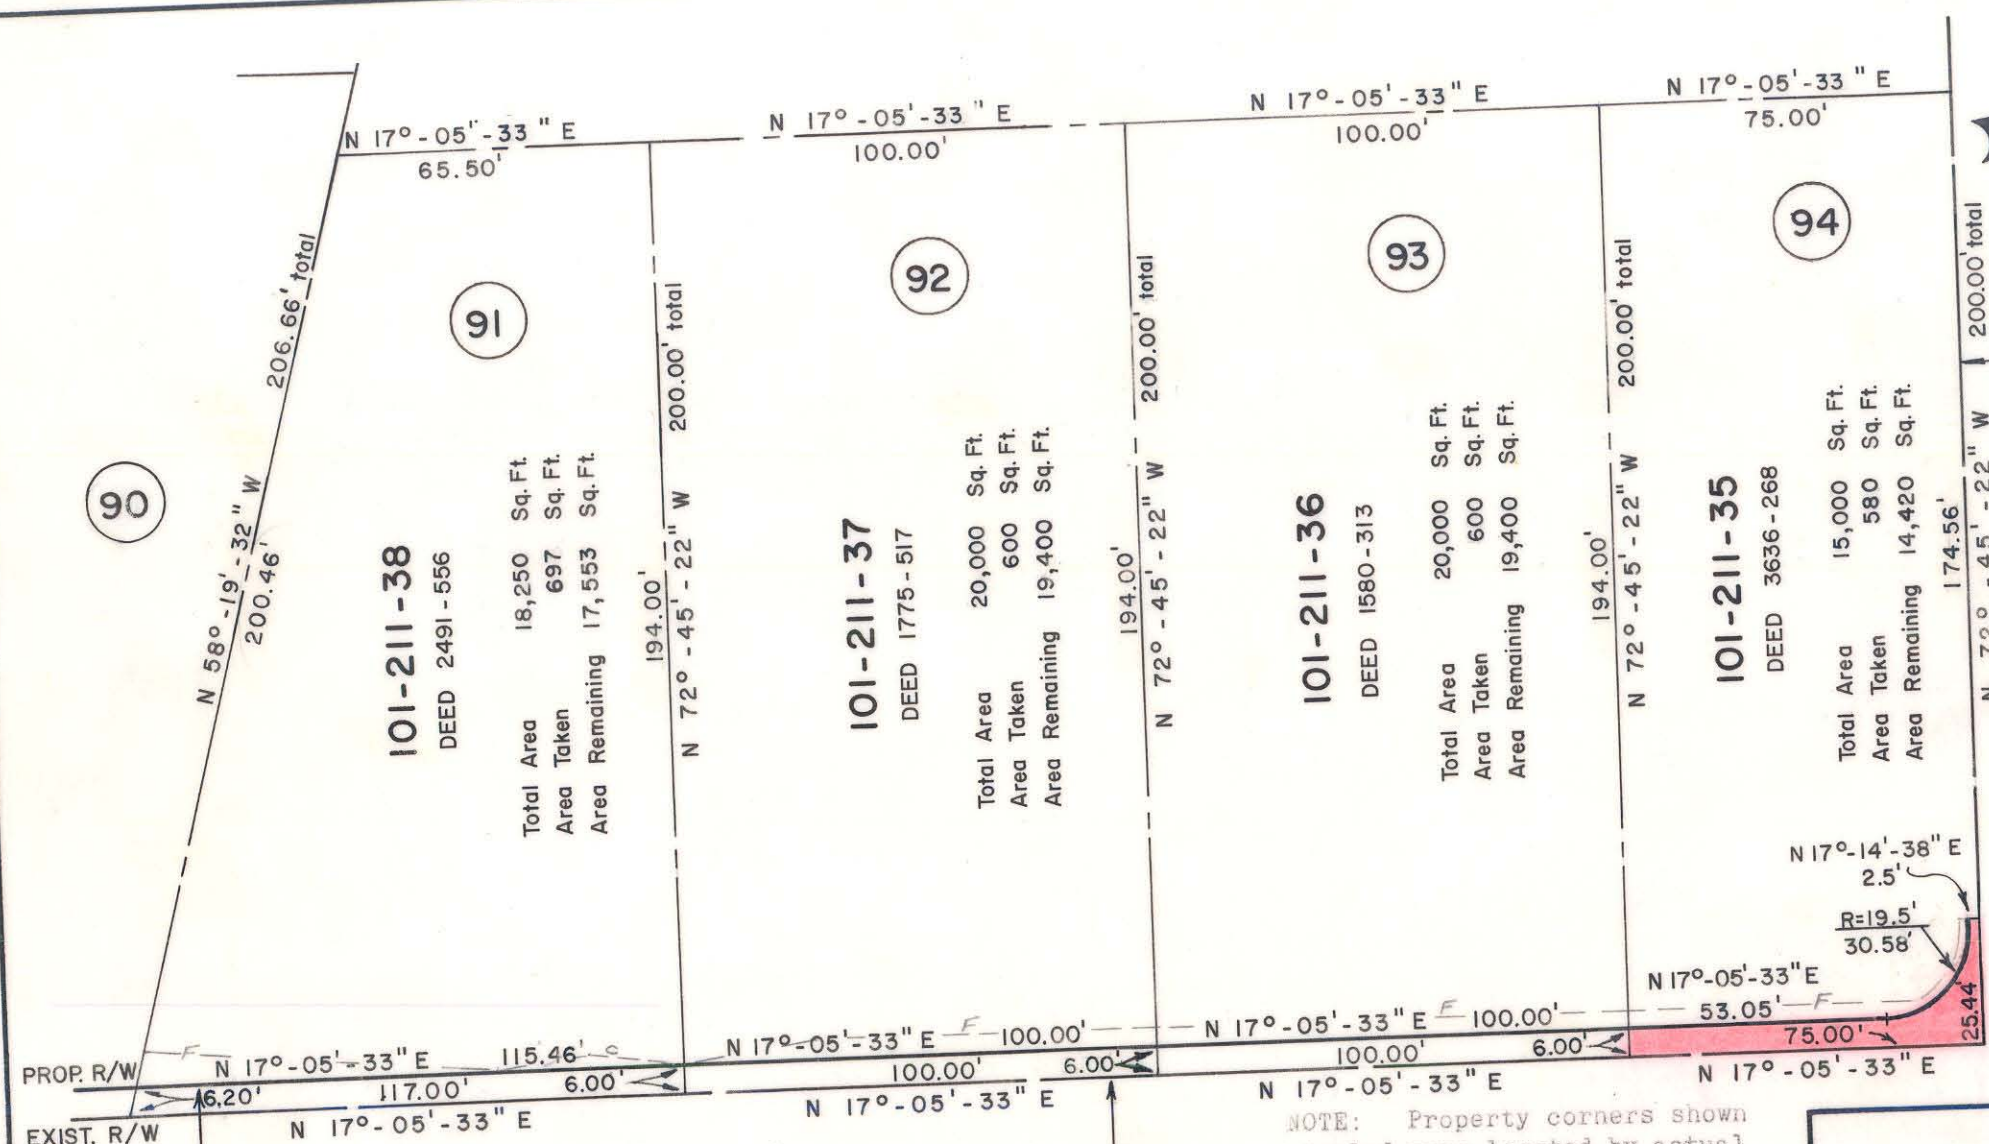 N 17°-05'-33" E
65.50'
N 17°-05'-33" E
100.00'
N 17°-05'-33" E
100.00'
N 17°-05'-33" E
75.00'
90
N 58°-19'-32" W
206.66' total
200.46'
91
101-211-38
DEED 2491-556
Total Area 18,250 Sq. Ft.
Area Taken 697 Sq. Ft.
Area Remaining 17,553 Sq. Ft.
194.00'
N 72°-45'-22" W 200.00' total
92
101-211-37
DEED 1775-517
Total Area 20,000 Sq. Ft.
Area Taken 600 Sq. Ft.
Area Remaining 19,400 Sq. Ft.
194.00'
N 72°-45'-22" W 200.00' total
93
101-211-36
DEED 1580-313
Total Area 20,000 Sq. Ft.
Area Taken 600 Sq. Ft.
Area Remaining 19,400 Sq. Ft.
194.00'
N 72°-45'-22" W 200.00' total
94
101-211-35
DEED 3636-268
Total Area 15,000 Sq. Ft.
Area Taken 580 Sq. Ft.
Area Remaining 14,420 Sq. Ft.
174.56'
N 72°-45'-22" W 200.00' total
N 17°-14'-38" E
2.5'
R=19.5'
30.58'
25.44'
N 17°-05'-33" E
53.05' F
75.00'
N 17°-05'-33" E
PROP. R/W
F
N 17°-05'-33" E 115.46'
6.20' 117.00' 6.00'
N 17°-05'-33" E
EXIST. R/W
N 17°-05'-33" E F 100.00'
100.00' 6.00'
N 17°-05'-33" E
N 17°-05'-33" E F 100.00'
100.00' 6.00'
N 17°-05'-33" E
NOTE: Property corners shown
located by actual